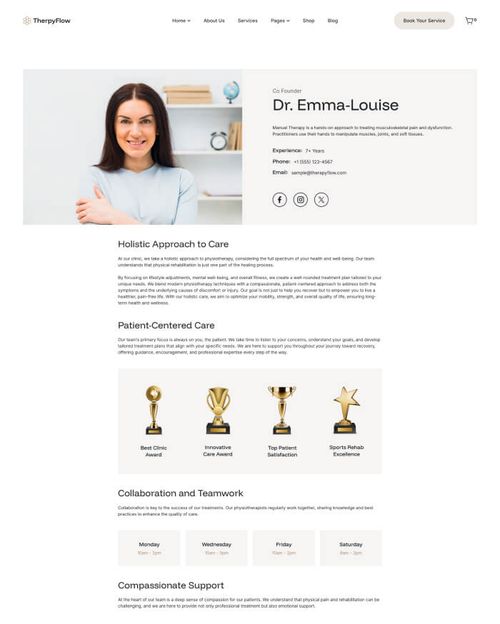 TherpyFlow
Home
About Us
Services
Pages
Shop
Blog
Book Your Service
0
Co Founder
Dr. Emma-Louise
Manual Therapy is a hands-on approach to treating musculoskeletal pain and dysfunction.
Practitioners use their hands to manipulate muscles, joints, and soft tissues.
Experience: 7+ Years
Phone: +1 (555) 123-4567
Email: sample@therapyflow.com
Holistic Approach to Care
At our clinic, we take a holistic approach to physiotherapy, considering the full spectrum of your health and well-being. Our team
understands that physical rehabilitation is just one part of the healing process.
By focusing on lifestyle adjustments, mental well-being, and overall fitness, we create a well-rounded treatment plan tailored to your
unique needs. We blend modern physiotherapy techniques with a compassionate, patient-centered approach to address both the
symptoms and the underlying causes of discomfort or injury. Our goal is not just to help you recover but to empower you to live a
healthier, pain-free life. With our holistic care, we aim to optimize your mobility, strength, and overall quality of life, ensuring long-
term health and wellness.
Patient-Centered Care
Our team's primary focus is always on you, the patient. We take time to listen to your concerns, understand your goals, and develop
tailored treatment plans that align with your specific needs. We are here to support you throughout your journey toward recovery,
offering guidance, encouragement, and professional expertise every step of the way.
Best Clinic
Award
Innovative
Care Award
Top Patient
Satisfaction
Sports Rehab
Excellence
Collaboration and Teamwork
Collaboration is key to the success of our treatments. Our physiotherapists regularly work together, sharing knowledge and best
practices to enhance the quality of care.
Monday
Wednesday
Friday
Saturday
10am - 3pm
Compassionate Support
At the heart of our team is a deep sense of compassion for our patients. We understand that physical pain and rehabilitation can be
challenging, and we are here to provide not only professional treatment but also emotional support.